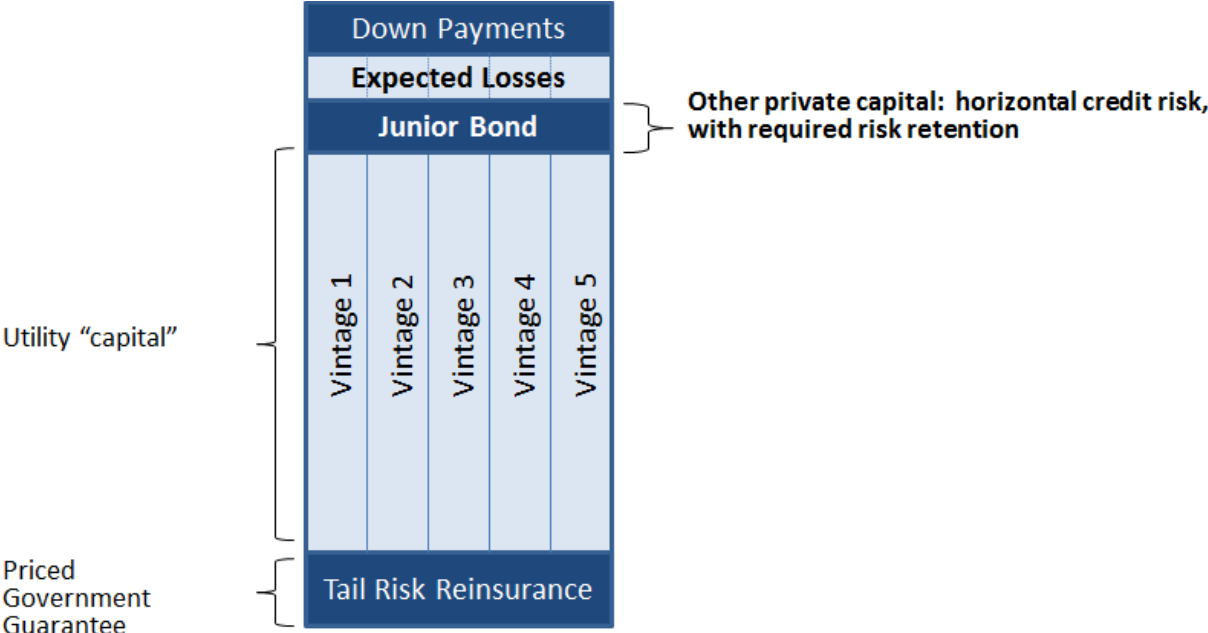 Down Payments
Expected Losses
Junior Bond
Other private capital: horizontal credit risk,
with required risk retention
Utility “capital”
Vintage 1
Vintage 2
Vintage 3
Vintage 4
Vintage 5
Priced
Government
Guarantee
Tail Risk Reinsurance